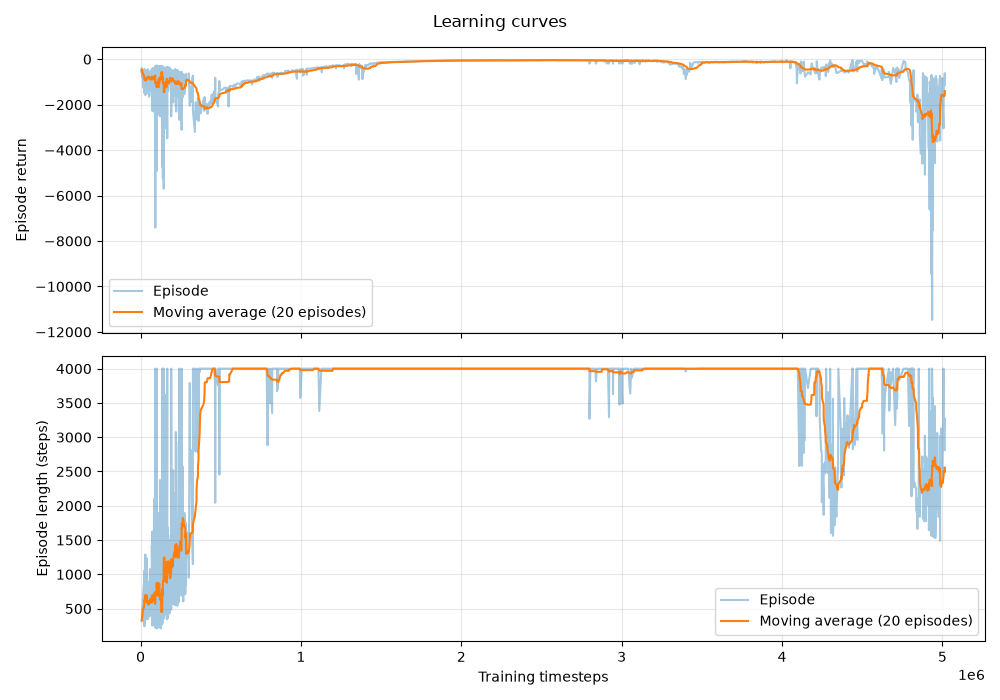 Learning curves
0
−2000
−4000
−6000
−8000
−10000
−12000
Episode return
Episode
Moving average (20 episodes)
4000
3500
3000
2500
2000
1500
1000
500
Episode length (steps)
Episode
Moving average (20 episodes)
0 1 2 3 4 5
1e6
Training timesteps